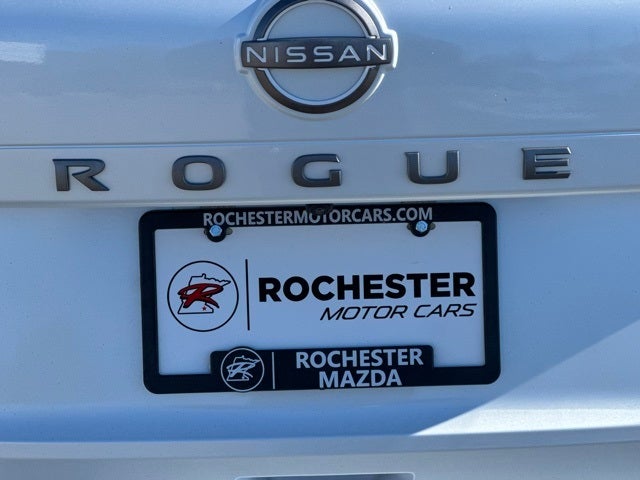 NISSAN
ROGUE
ROCHESTERMOTORCARS.COM
R
ROCHESTER
MOTOR CARS
R
ROCHESTER
MAZDA